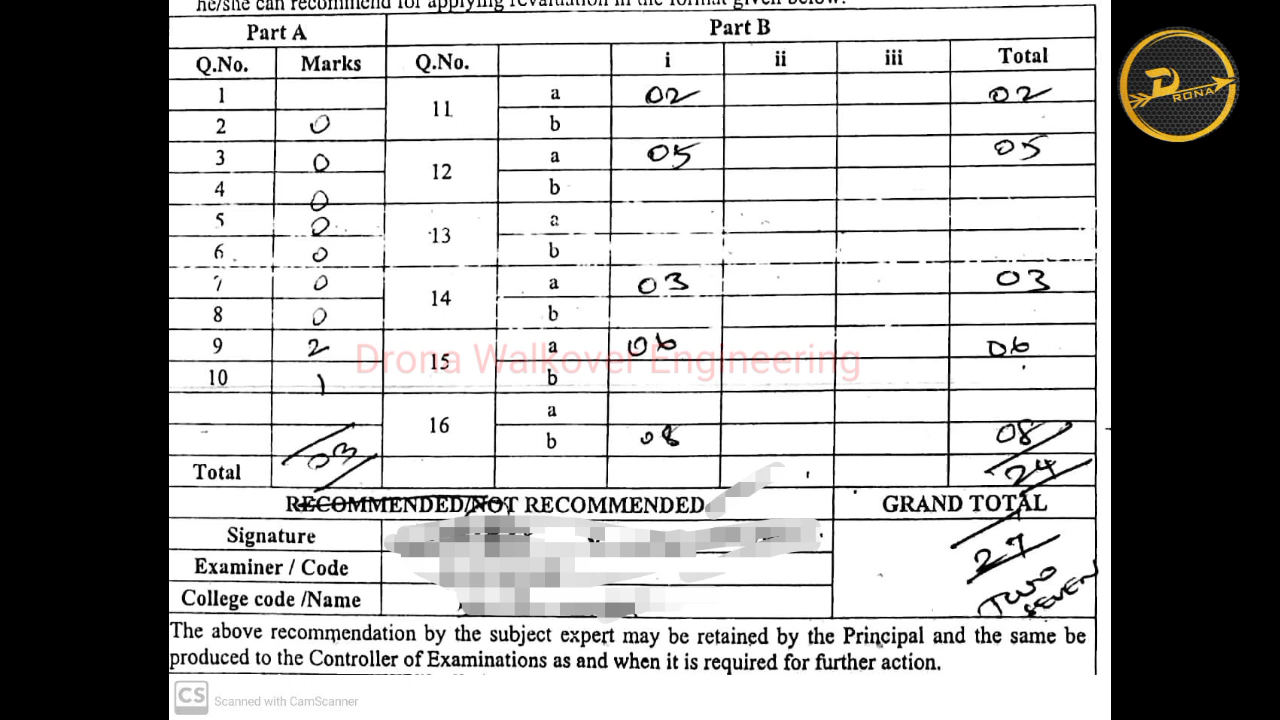 he/she can recommend for applying revaluation in the format given below.
Part A Part B
Q.No. Marks Q.No. i ii iii Total
1 11 a 02 02
2 0 b
3 0 12 a 05 05
4 0 b
5 0 13 a
6 0 b
7 0 14 a 03 03
8 0 b
9 2 15 a 06 06
10 1 b
16 a
b 08 08
Total 03 24
RECOMMENDED/NOT RECOMMENDED GRAND TOTAL
Signature
Examiner / Code
College code /Name
27
TWO
SEVEN
The above recommendation by the subject expert may be retained by the Principal and the same be
produced to the Controller of Examinations as and when it is required for further action.
Drona Walkover Engineering
DRONA
CS Scanned with CamScanner